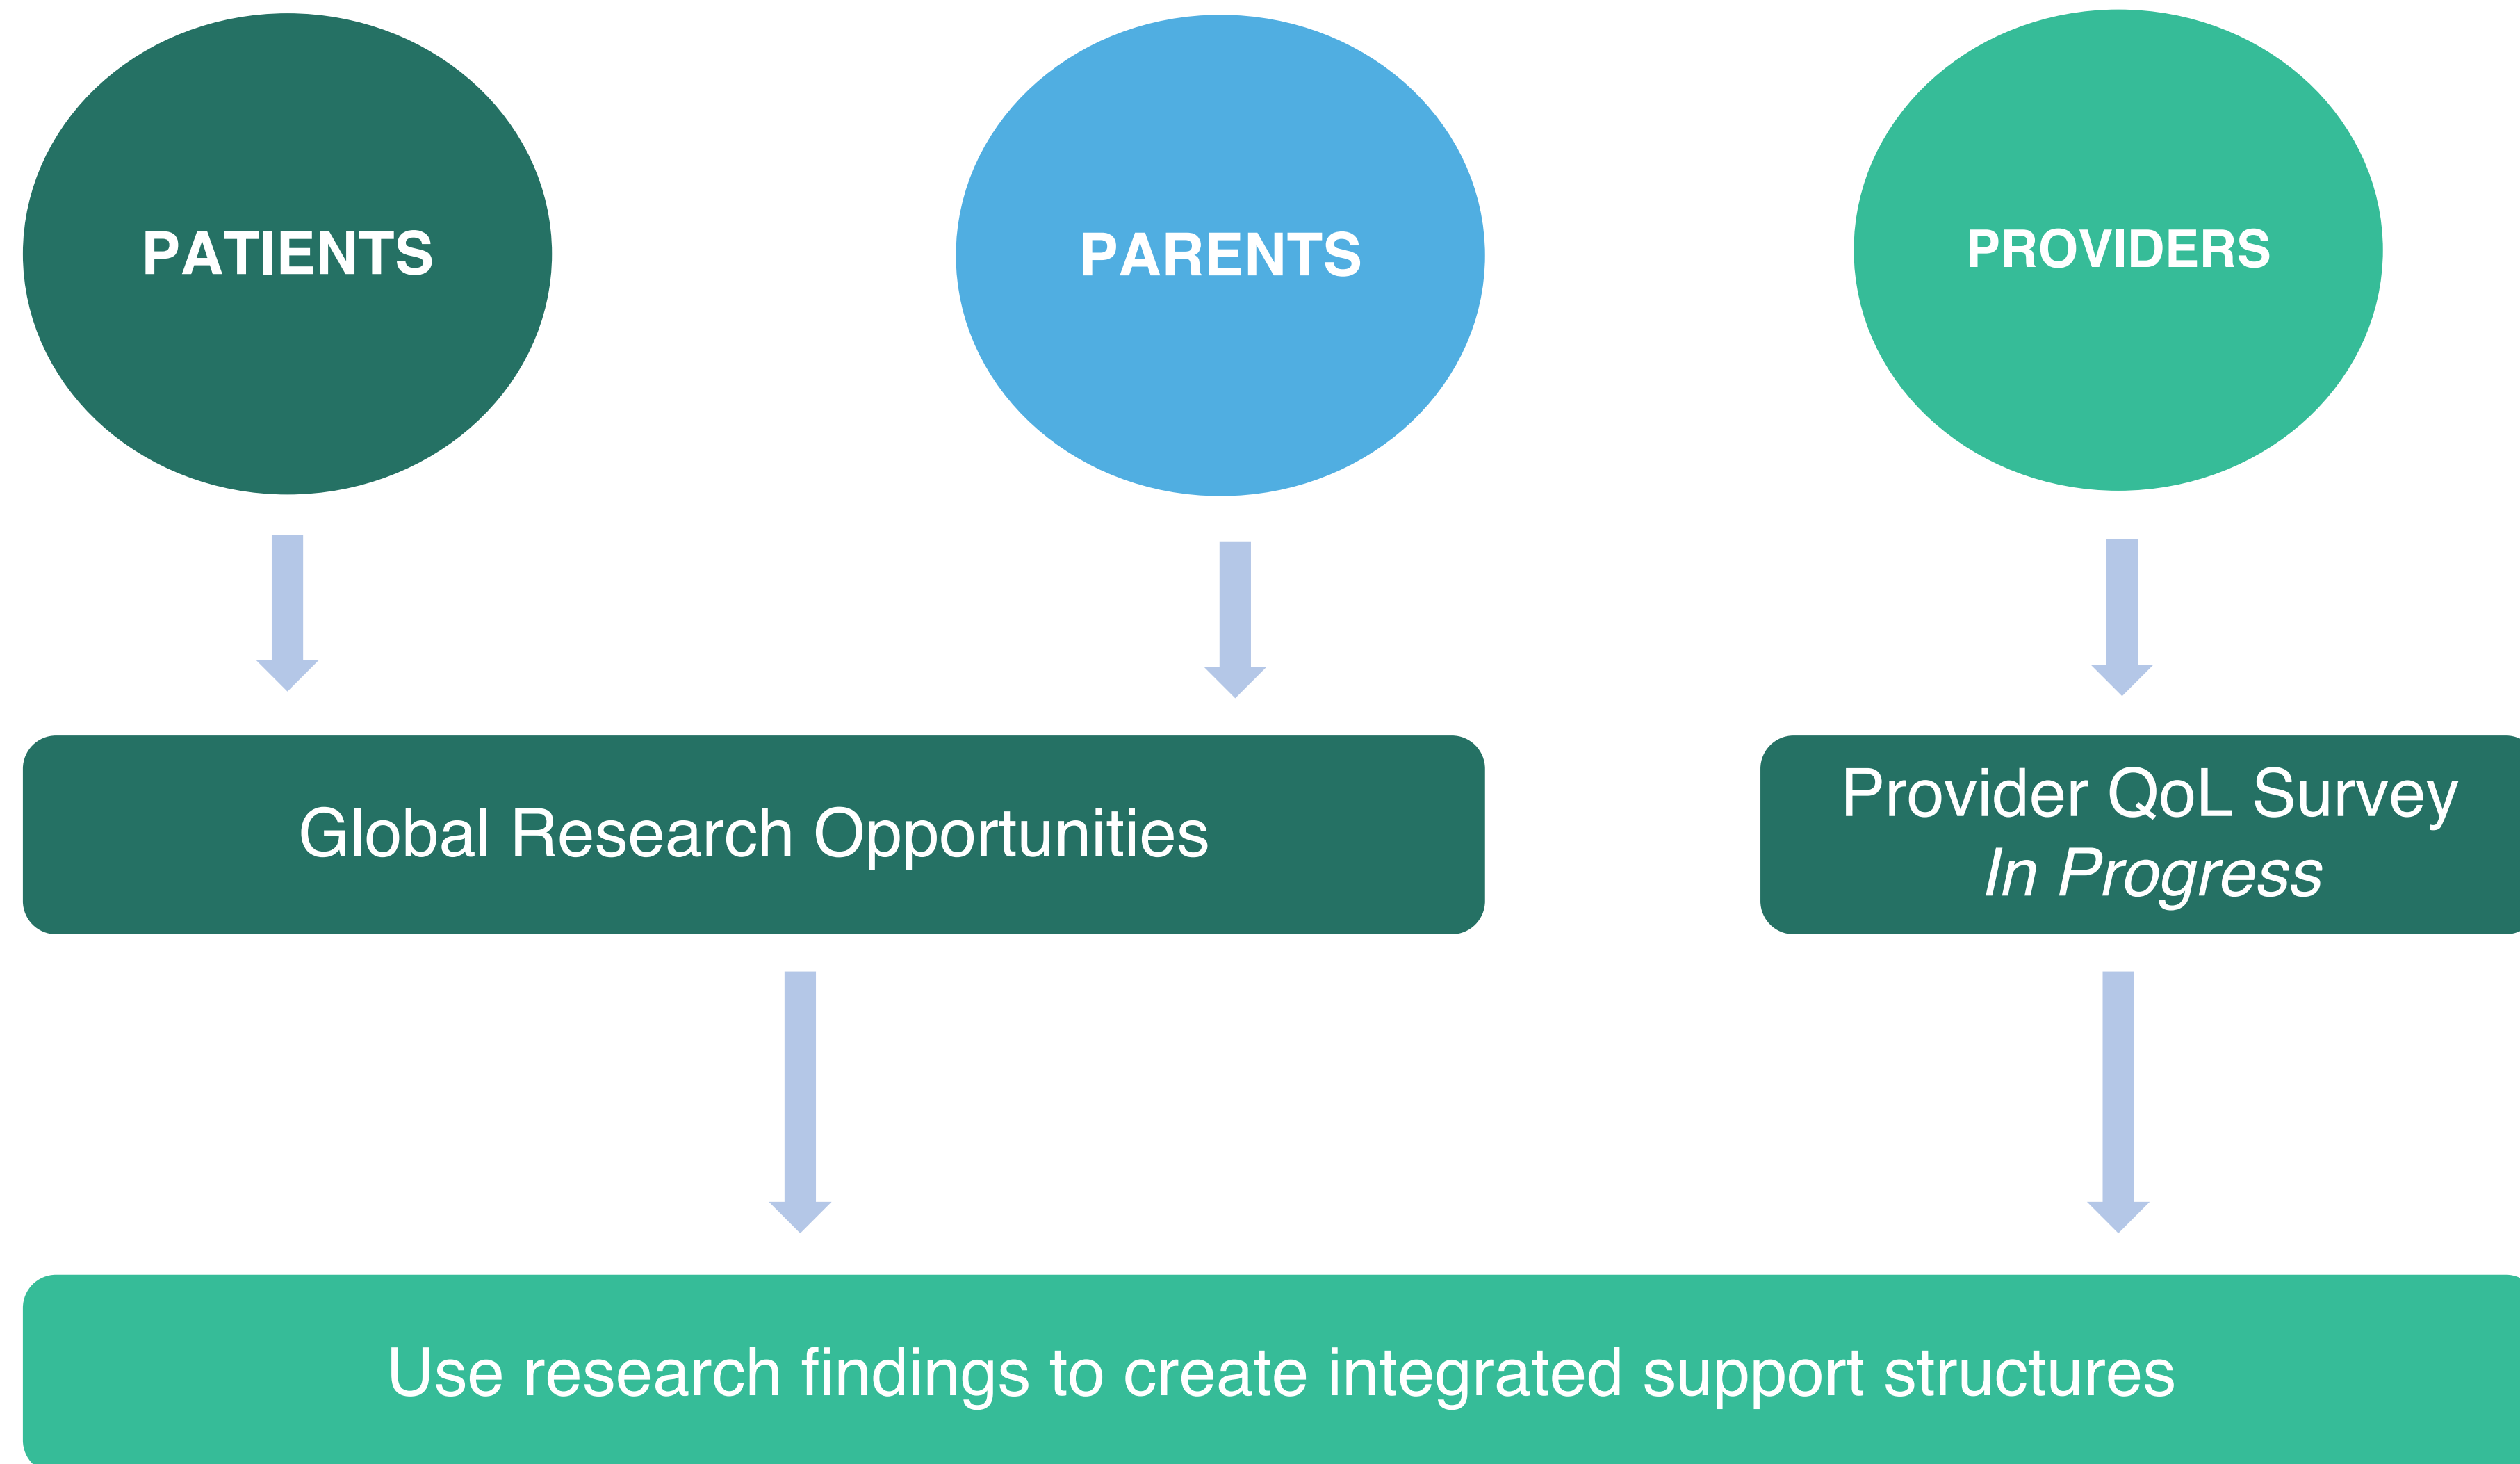 PATIENTS
PARENTS
PROVIDERS
Global Research Opportunities
Provider QoL Survey
In Progress
Use research findings to create integrated support structures